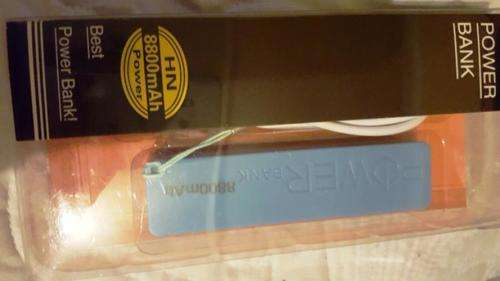 POWER
BANK
HN
8800mAh
Power
Best
Power Bank!
POWER
BANK
8800mAh